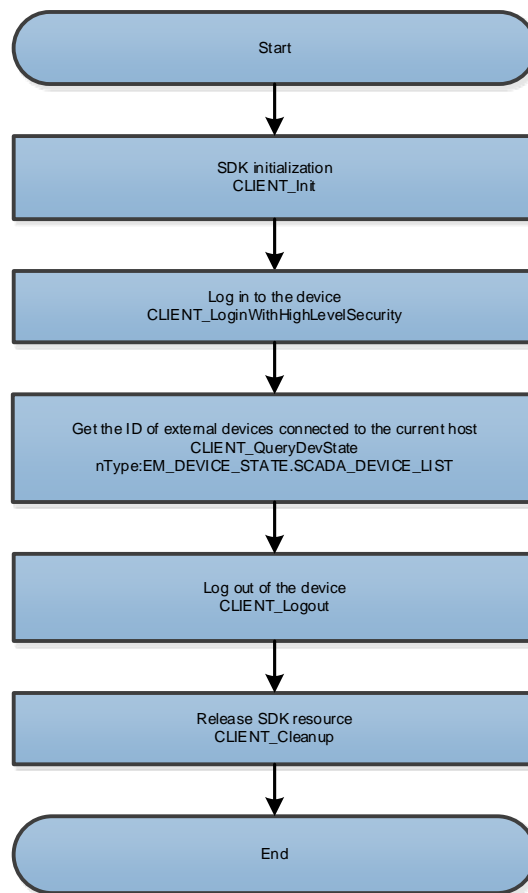 Start
SDK initialization
CLIENT_Init
Log in to the device
CLIENT_LoginWithHighLevelSecurity
Get the ID of external devices connected to the current host
CLIENT_QueryDevState
nType:EM_DEVICE_STATE.SCADA_DEVICE_LIST
Log out of the device
CLIENT_Logout
Release SDK resource
CLIENT_Cleanup
End